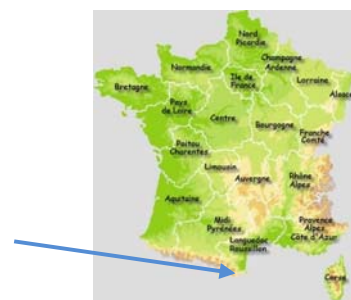 Nord
Picardie
Normandie
Champagne
Ardenne
Ile de
France
Lorraine
Alsace
Bretagne
Pays
de Loire
Centre
Bourgogne
Franche
Comté
Poitou
Charentes
Limousin
Auvergne
Rhône
Alpes
Aquitaine
Midi
Pyrénées
Languedoc
Roussillon
Provence
Alpes
Côte d'Azur
Corse